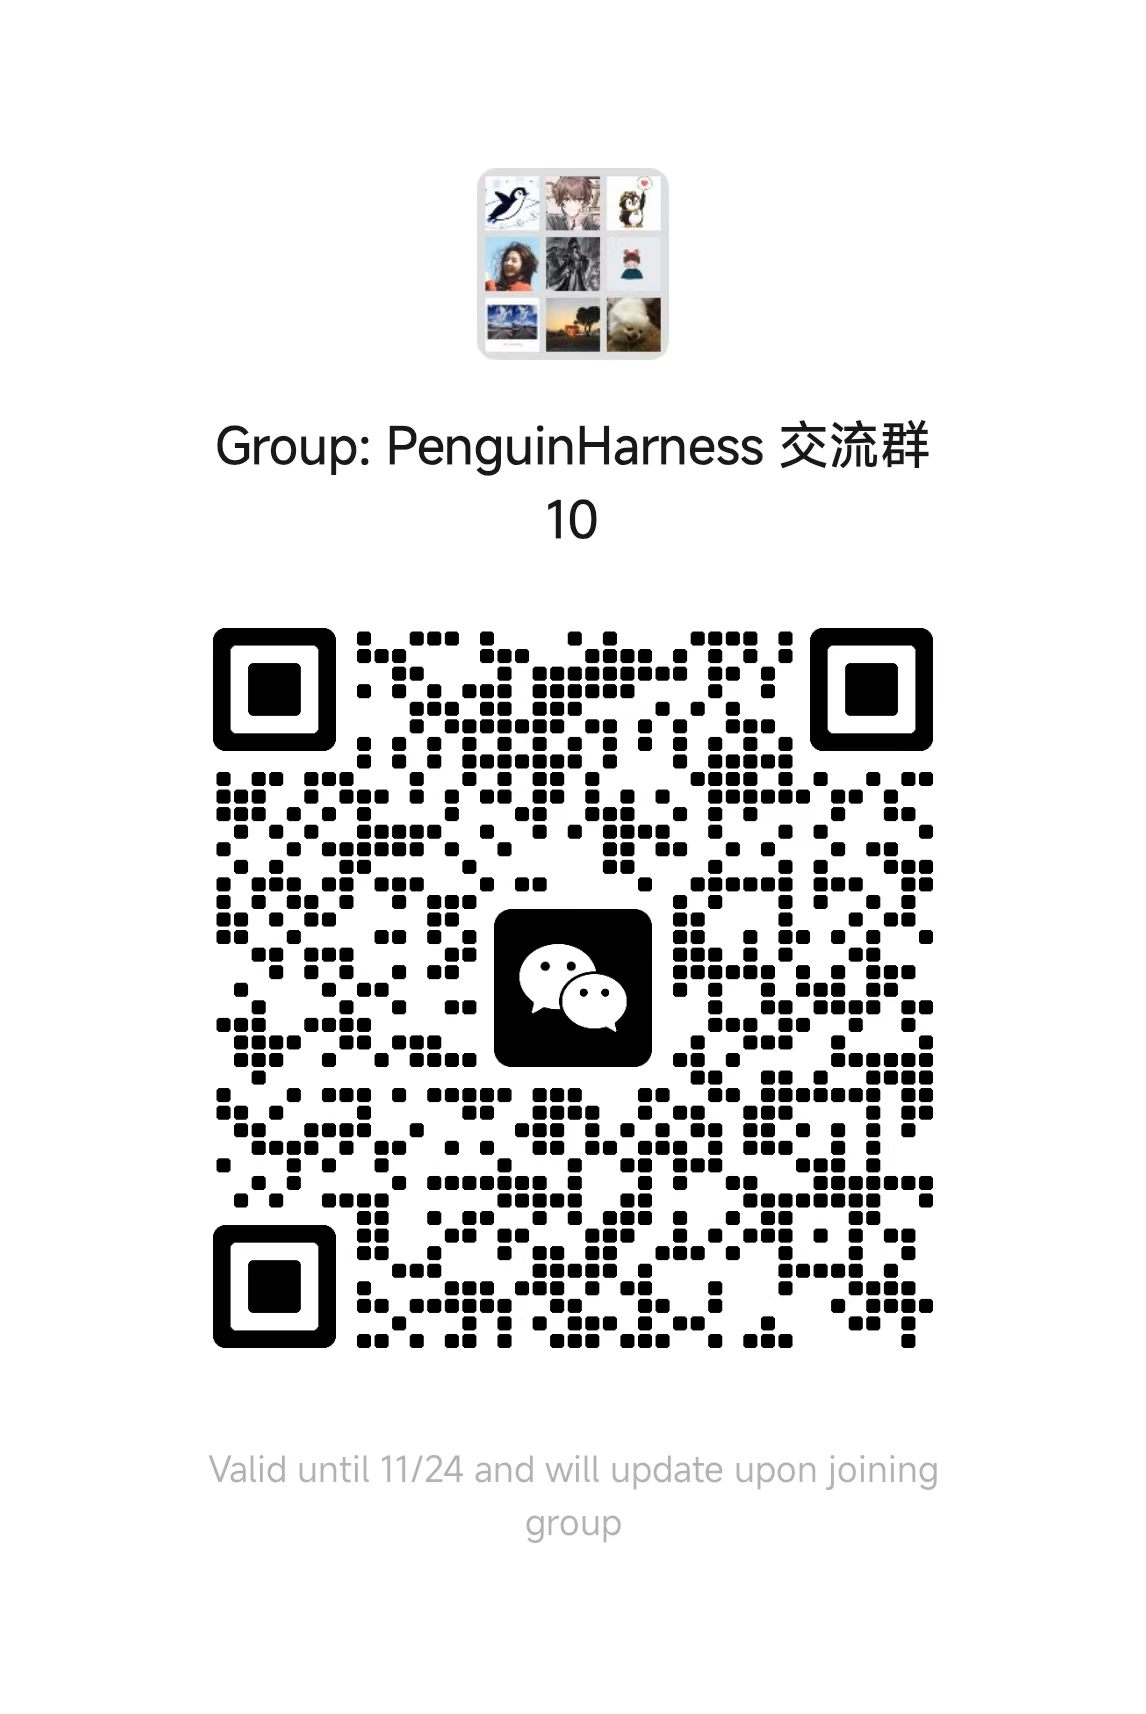 Group: PenguinHarness 交流群
10
Valid until 11/24 and will update upon joining
group